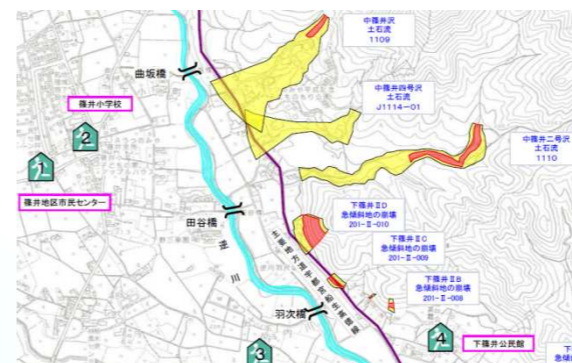 中篠井沢
土石流
1109
曲坂橋
中篠井四号沢
土石流
J1114-01
篠井小学校
2
中篠井二号沢
土石流
1110
1
篠井地区市民センター
下篠井ⅡD
急傾斜地の崩壊
201-Ⅱ-010
田谷橋
下篠井ⅡC
急傾斜地の崩壊
201-Ⅱ-009
下篠井ⅡB
急傾斜地の崩壊
201-Ⅱ-008
川
羽次橋
4
下篠井公民館
3